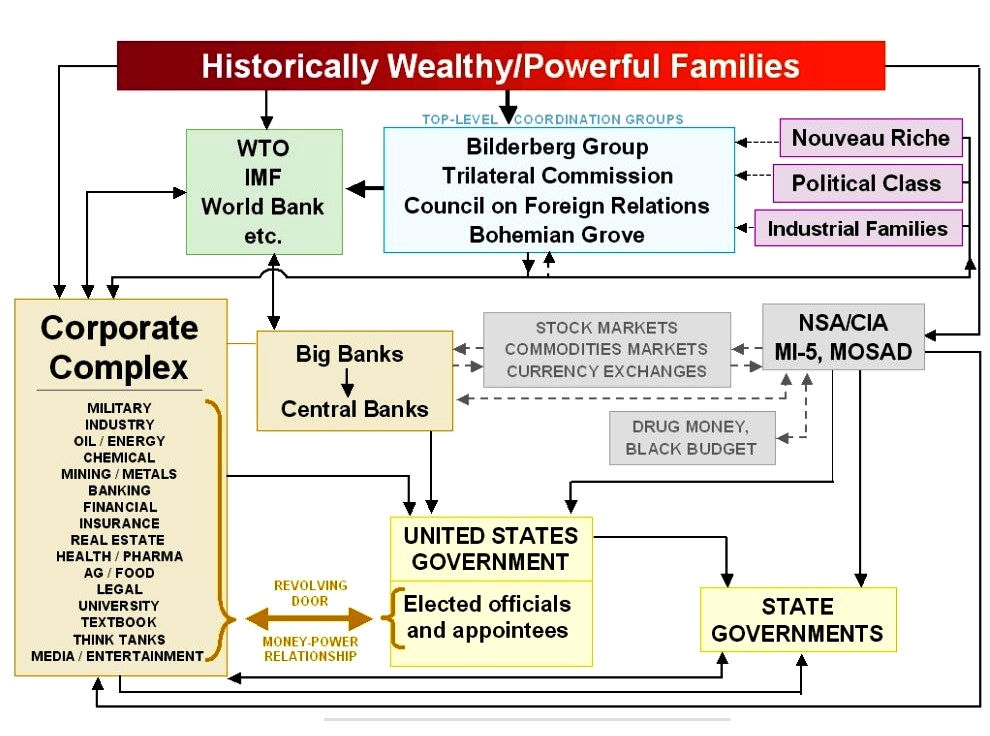 Historically Wealthy/Powerful Families
TOP-LEVEL COORDINATION GROUPS
WTO
IMF
World Bank
etc.
Bilderberg Group
Trilateral Commission
Council on Foreign Relations
Bohemian Grove
Nouveau Riche
Political Class
Industrial Families
Corporate
Complex
MILITARY
INDUSTRY
OIL / ENERGY
CHEMICAL
MINING / METALS
BANKING
FINANCIAL
INSURANCE
REAL ESTATE
HEALTH / PHARMA
AG / FOOD
LEGAL
UNIVERSITY
TEXTBOOK
THINK TANKS
MEDIA / ENTERTAINMENT
Big Banks
Central Banks
STOCK MARKETS
COMMODITIES MARKETS
CURRENCY EXCHANGES
NSA/CIA
MI-5, MOSAD
DRUG MONEY,
BLACK BUDGET
REVOLVING
DOOR
MONEY-POWER
RELATIONSHIP
UNITED STATES
GOVERNMENT
Elected officials
and appointees
STATE
GOVERNMENTS